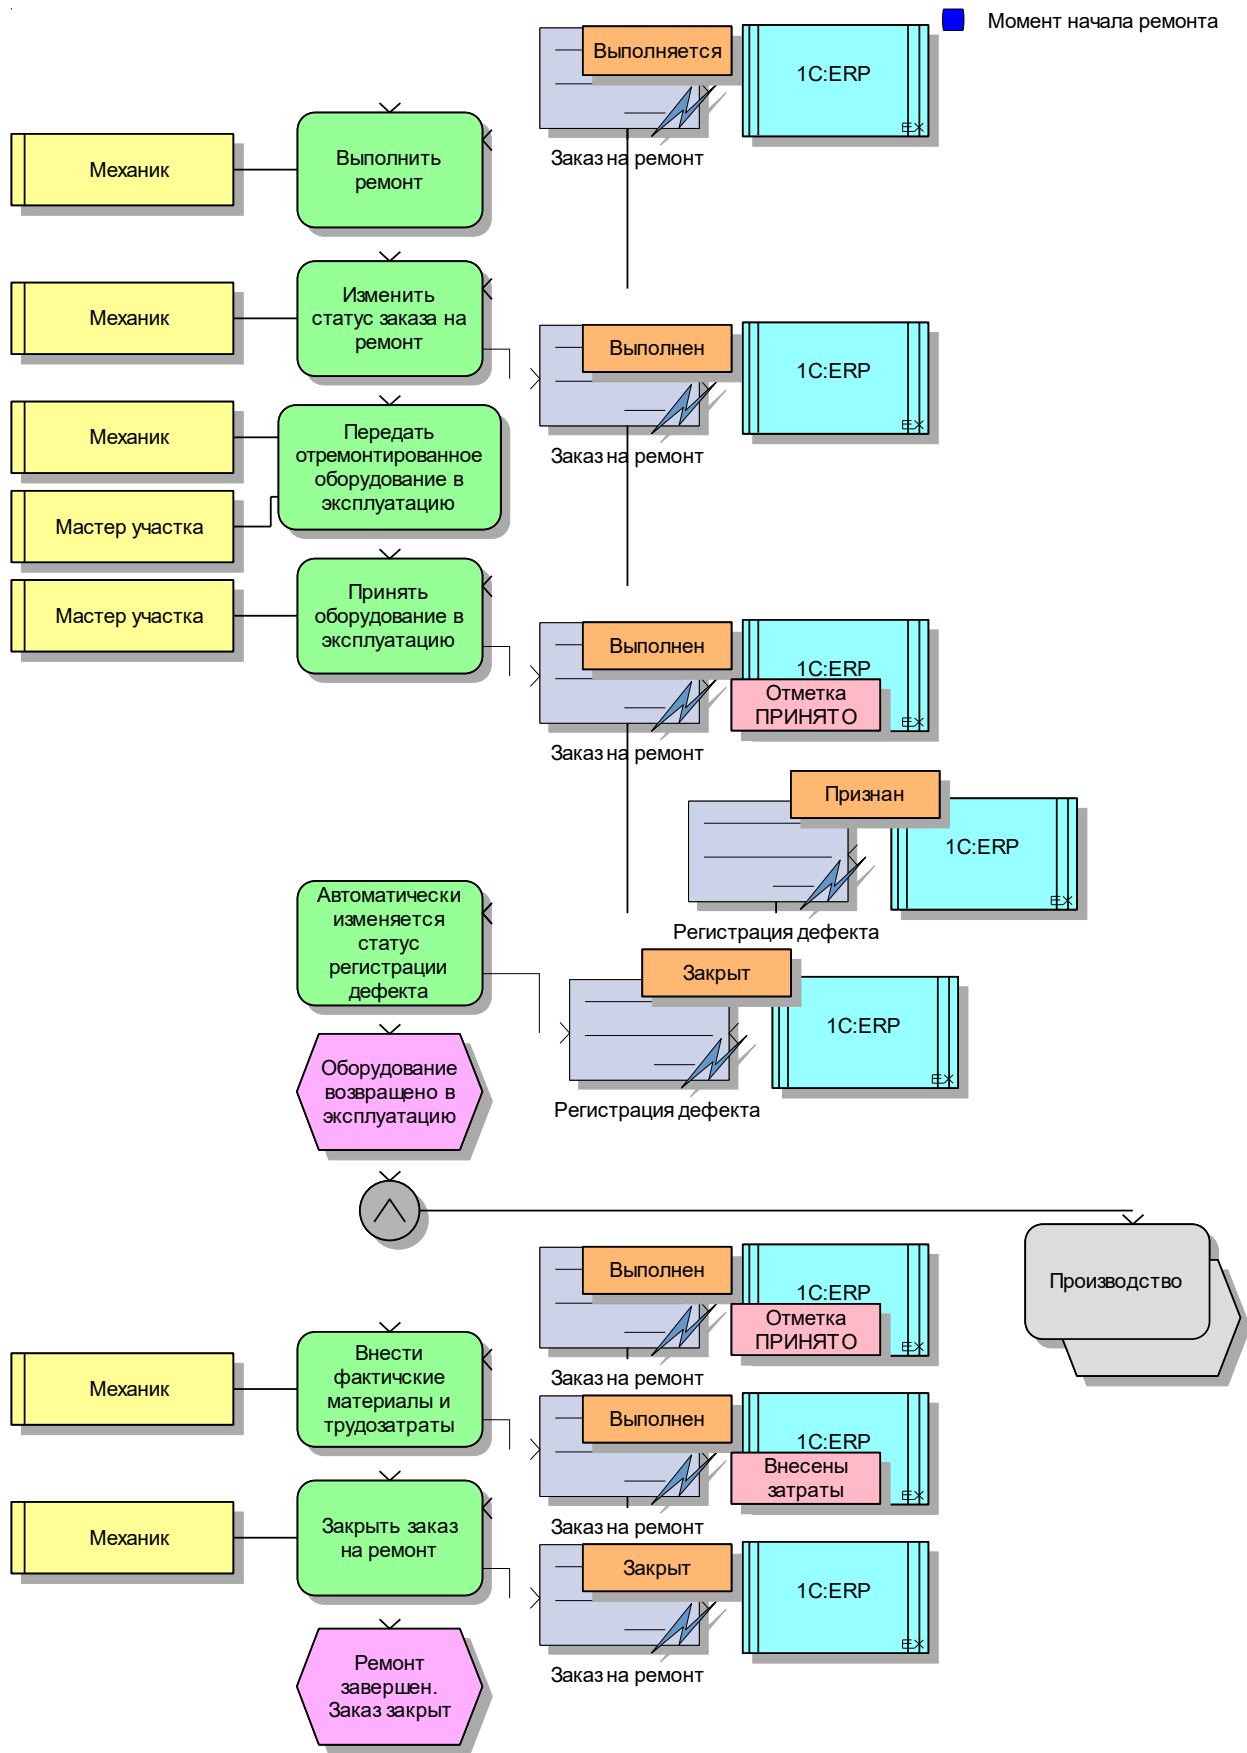 Момент начала ремонта
Выполняется
1С:ERP
Заказ на ремонт
Механик
Выполнить
ремонт
Механик
Изменить
статус заказа на
ремонт
Выполнен
1С:ERP
Заказ на ремонт
Механик
Мастер участка
Передать
отремонтированное
оборудование в
эксплуатацию
Мастер участка
Принять
оборудование в
эксплуатацию
Выполнен
1С:ERP
Отметка
ПРИНЯТО
Заказ на ремонт
Признан
1С:ERP
Регистрация дефекта
Автоматически
изменяется
статус
регистрации
дефекта
Закрыт
1С:ERP
Регистрация дефекта
Оборудование
возвращено в
эксплуатацию
Производство
Выполнен
1С:ERP
Отметка
ПРИНЯТО
Заказ на ремонт
Механик
Внести
фактичские
материалы и
трудозатраты
Выполнен
1С:ERP
Внесены
затраты
Заказ на ремонт
Механик
Закрыть заказ
на ремонт
Закрыт
1С:ERP
Заказ на ремонт
Ремонт
завершен.
Заказ закрыт